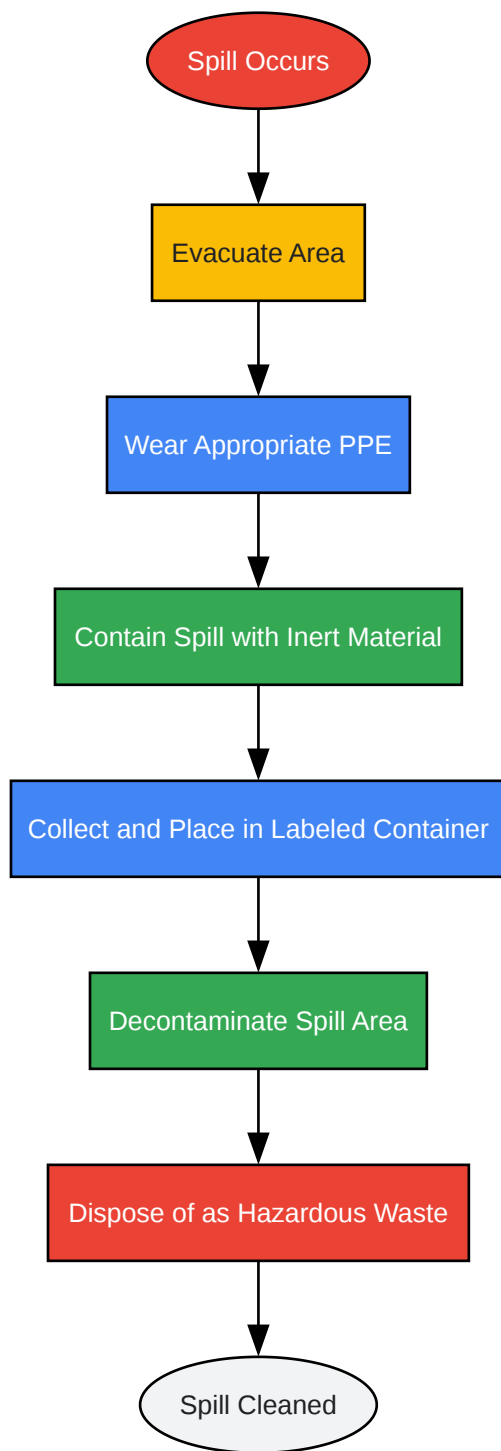 Spill Occurs
Evacuate Area
Wear Appropriate PPE
Contain Spill with Inert Material
Collect and Place in Labeled Container
Decontaminate Spill Area
Dispose of as Hazardous Waste
Spill Cleaned